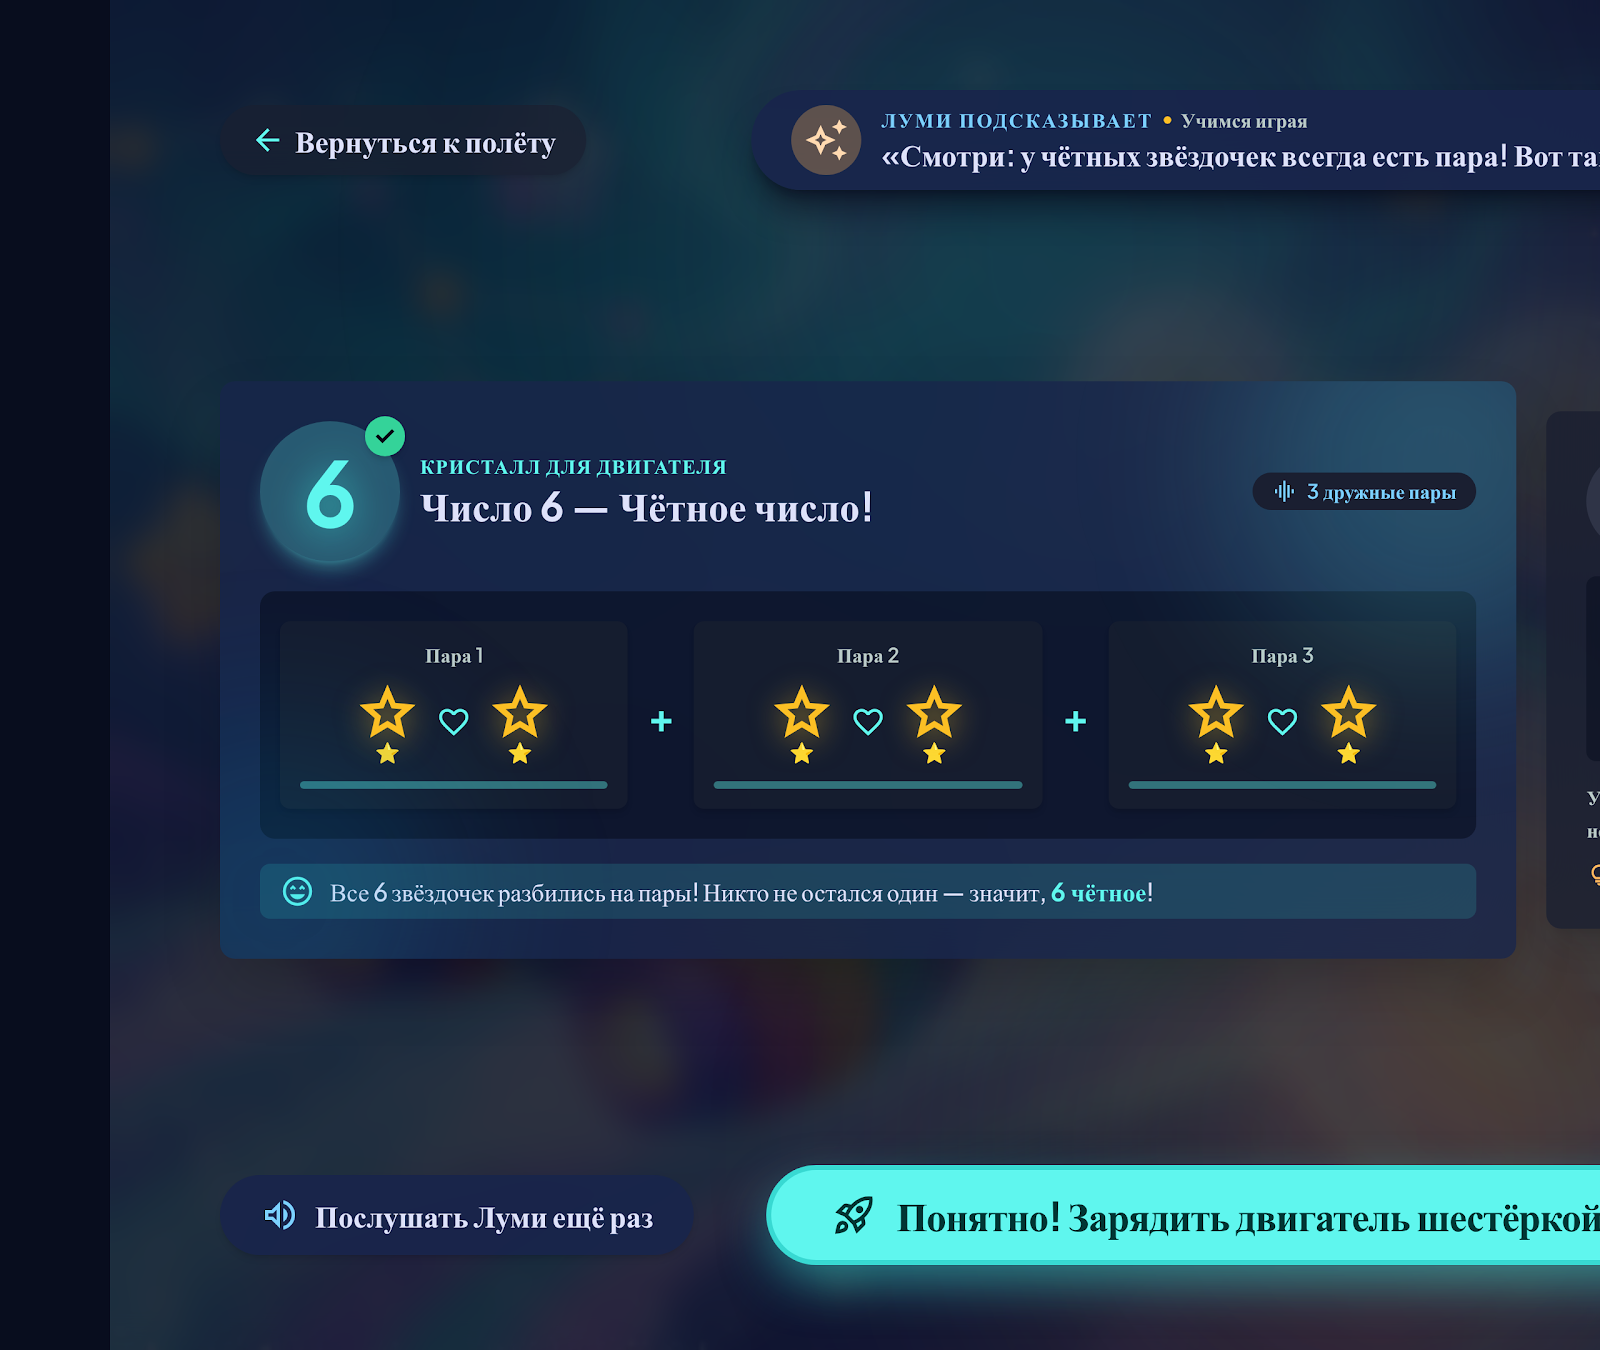 Вернуться к полёту
ЛУМИ ПОДСКАЗЫВАЕТ • Учимся играя
«Смотри: у чётных звёздочек всегда есть пара! Вот
6
КРИСТАЛЛ ДЛЯ ДВИГАТЕЛЯ
Число 6 — Чётное число!
3 дружные пары
Пара 1
+
Пара 2
+
Пара 3
Все 6 звёздочек разбились на пары! Никто не остался один — значит, 6 чётное!
Послушать Луми ещё раз
Понятно! Зарядить двигатель шестёркой